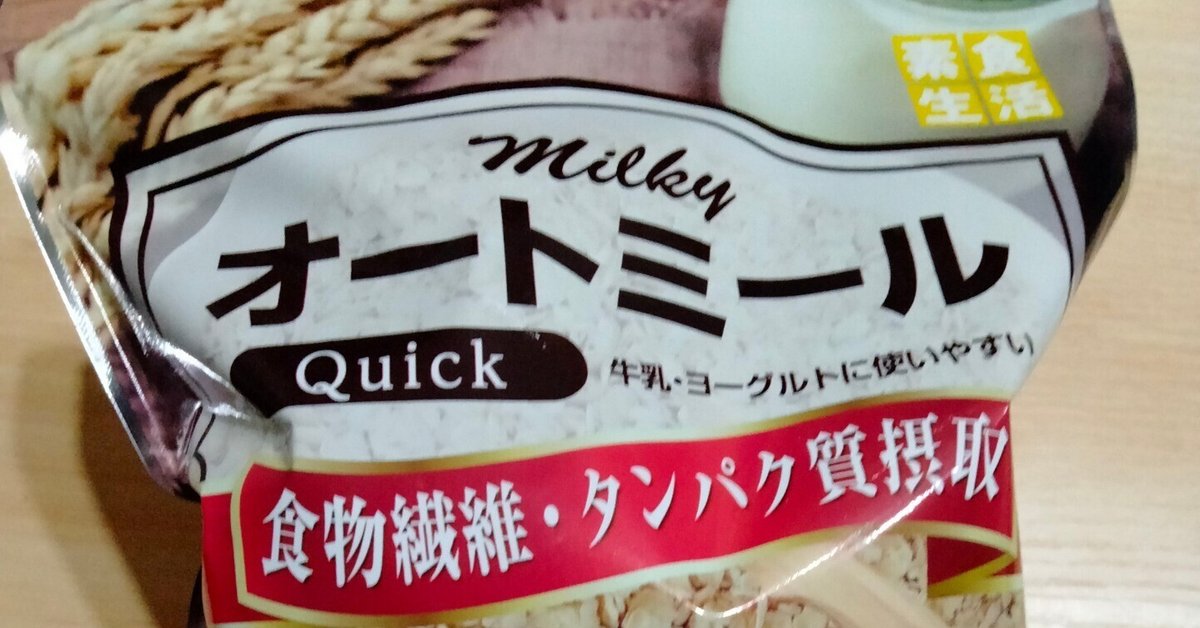 素食
生活
milky
オートミール
Quick
牛乳・ヨーグルトに使いやすい
食物繊維・タンパク質摂取